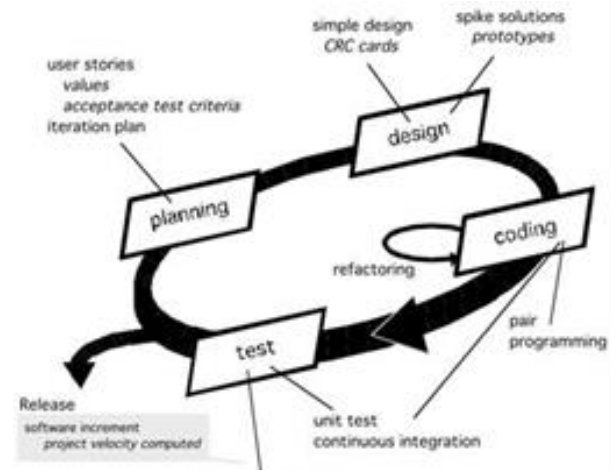 simple design
CRC cards
spike solutions
prototypes
user stories
values
acceptance test criteria
iteration plan
design
planning
coding
refactoring
test
pair
programming
unit test
continuous integration
Release
software increment
project velocity computed